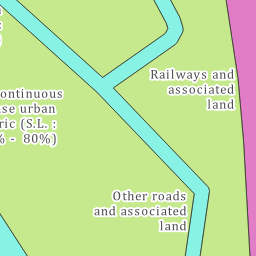 Railways and
associated
land
ontinuous
se urban
ric (S.L. :
% - 80%)
Other roads
and associated
land